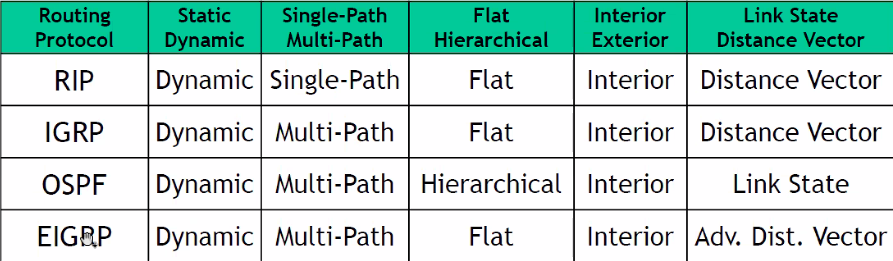 Routing Protocol | Static Dynamic | Single-Path Multi-Path | Flat Hierarchical | Interior Exterior | Link State Distance Vector
RIP | Dynamic | Single-Path | Flat | Interior | Distance Vector
IGRP | Dynamic | Multi-Path | Flat | Interior | Distance Vector
OSPF | Dynamic | Multi-Path | Hierarchical | Interior | Link State
EIGRP | Dynamic | Multi-Path | Flat | Interior | Adv. Dist. Vector